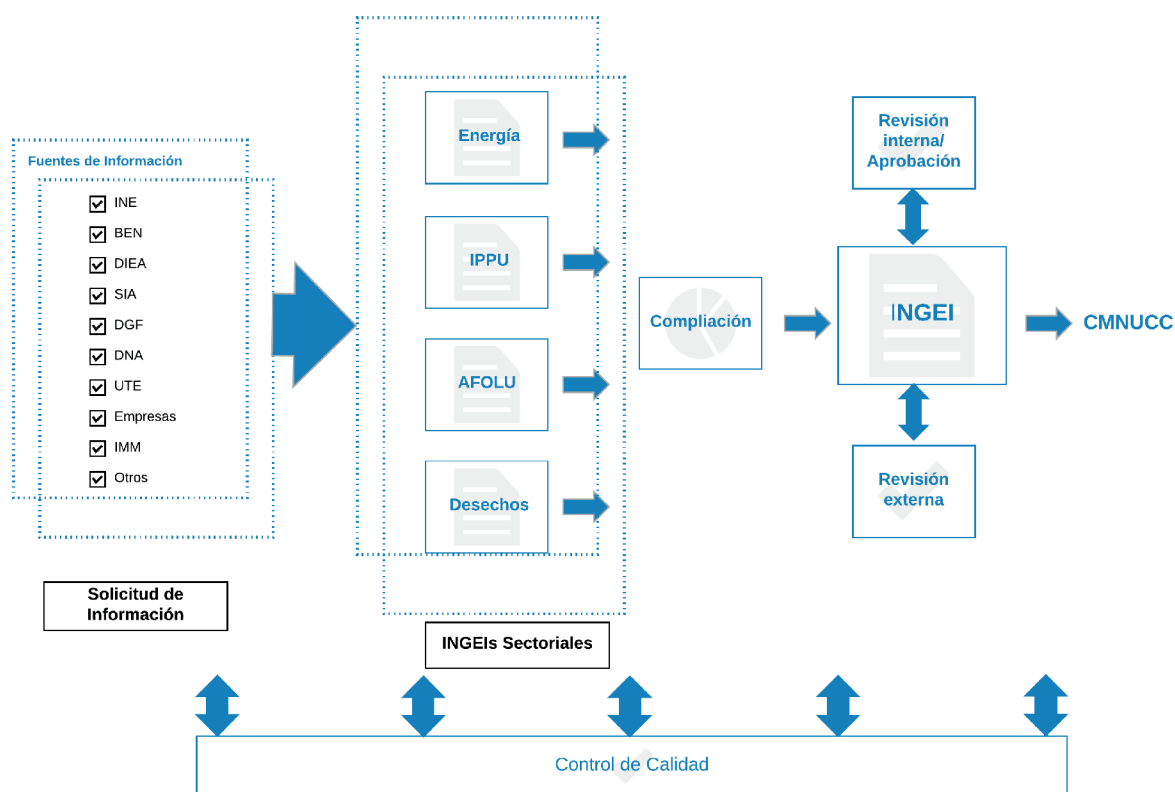 Fuentes de Información
INE
BEN
DIEA
SIA
DGF
DNA
UTE
Empresas
IMM
Otros
Solicitud de
Información
Energía
IPPU
AFOLU
Desechos
INGEIs Sectoriales
Compliación
Revisión
interna/
Aprobación
INGEI
Revisión
externa
CMNUCC
Control de Calidad